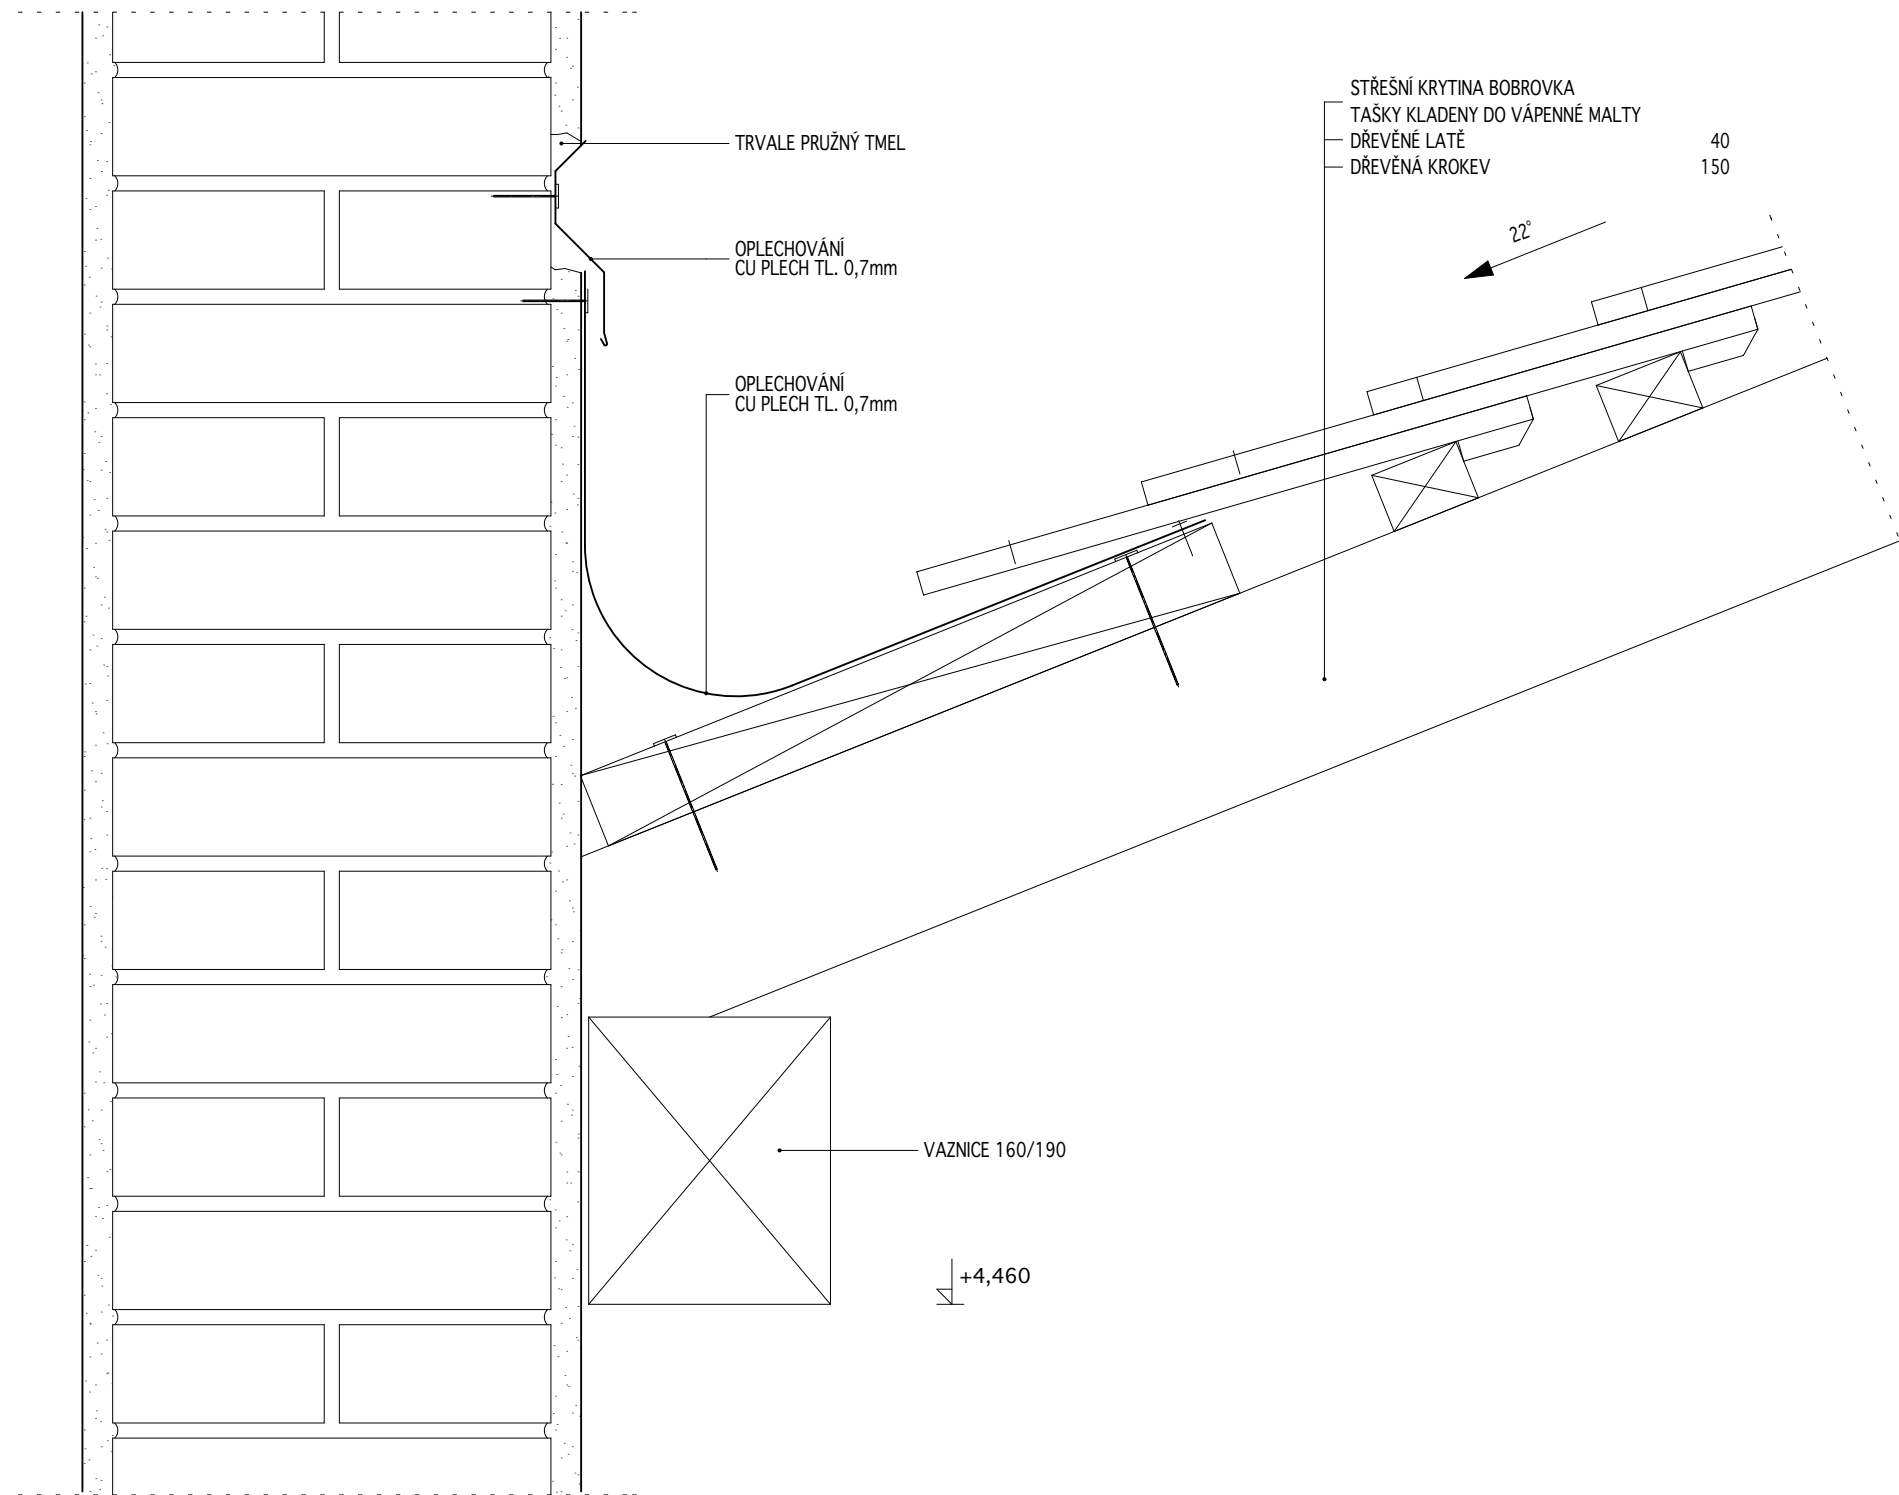 STŘEŠNÍ KRYTINA BOBROVKA
TAŠKY KLADENY DO VÁPENNÉ MALTY
DŘEVĚNÉ LATĚ 40
DŘEVĚNÁ KROKEV 150
TRVALE PRUŽNÝ TMEL
22°
OPLECHOVÁNÍ
CU PLECH TL. 0,7mm
OPLECHOVÁNÍ
CU PLECH TL. 0,7mm
VAZNICE 160/190
+4,460